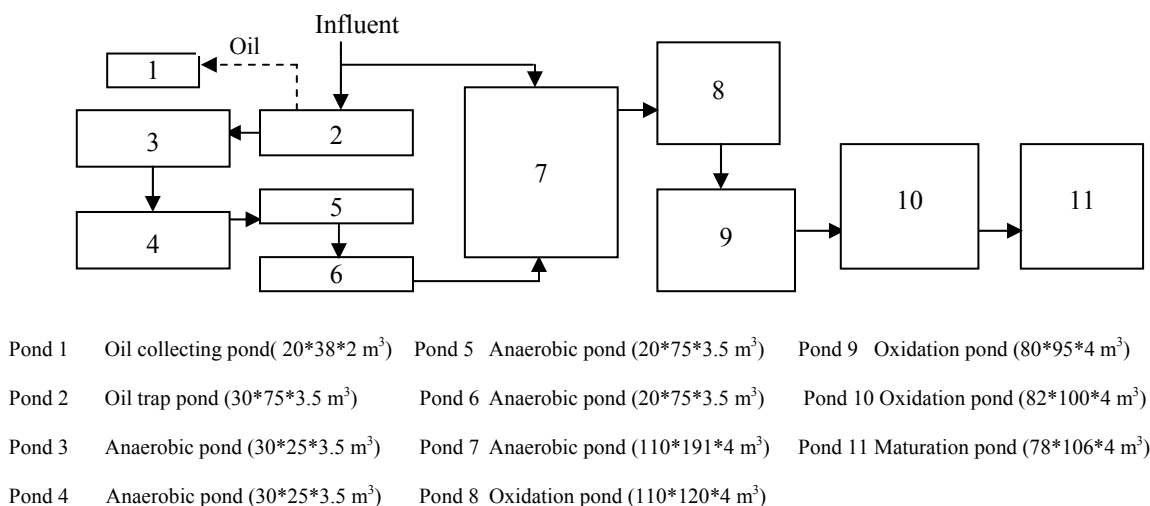 Influent
Oil
1
2
3
4
5
6
7
8
9
10
11
Pond 1 Oil collecting pond( 20*38*2 m³) Pond 5 Anaerobic pond (20*75*3.5 m³) Pond 9 Oxidation pond (80*95*4 m³)
Pond 2 Oil trap pond (30*75*3.5 m³) Pond 6 Anaerobic pond (20*75*3.5 m³) Pond 10 Oxidation pond (82*100*4 m³)
Pond 3 Anaerobic pond (30*25*3.5 m³) Pond 7 Anaerobic pond (110*191*4 m³) Pond 11 Maturation pond (78*106*4 m³)
Pond 4 Anaerobic pond (30*25*3.5 m³) Pond 8 Oxidation pond (110*120*4 m³)